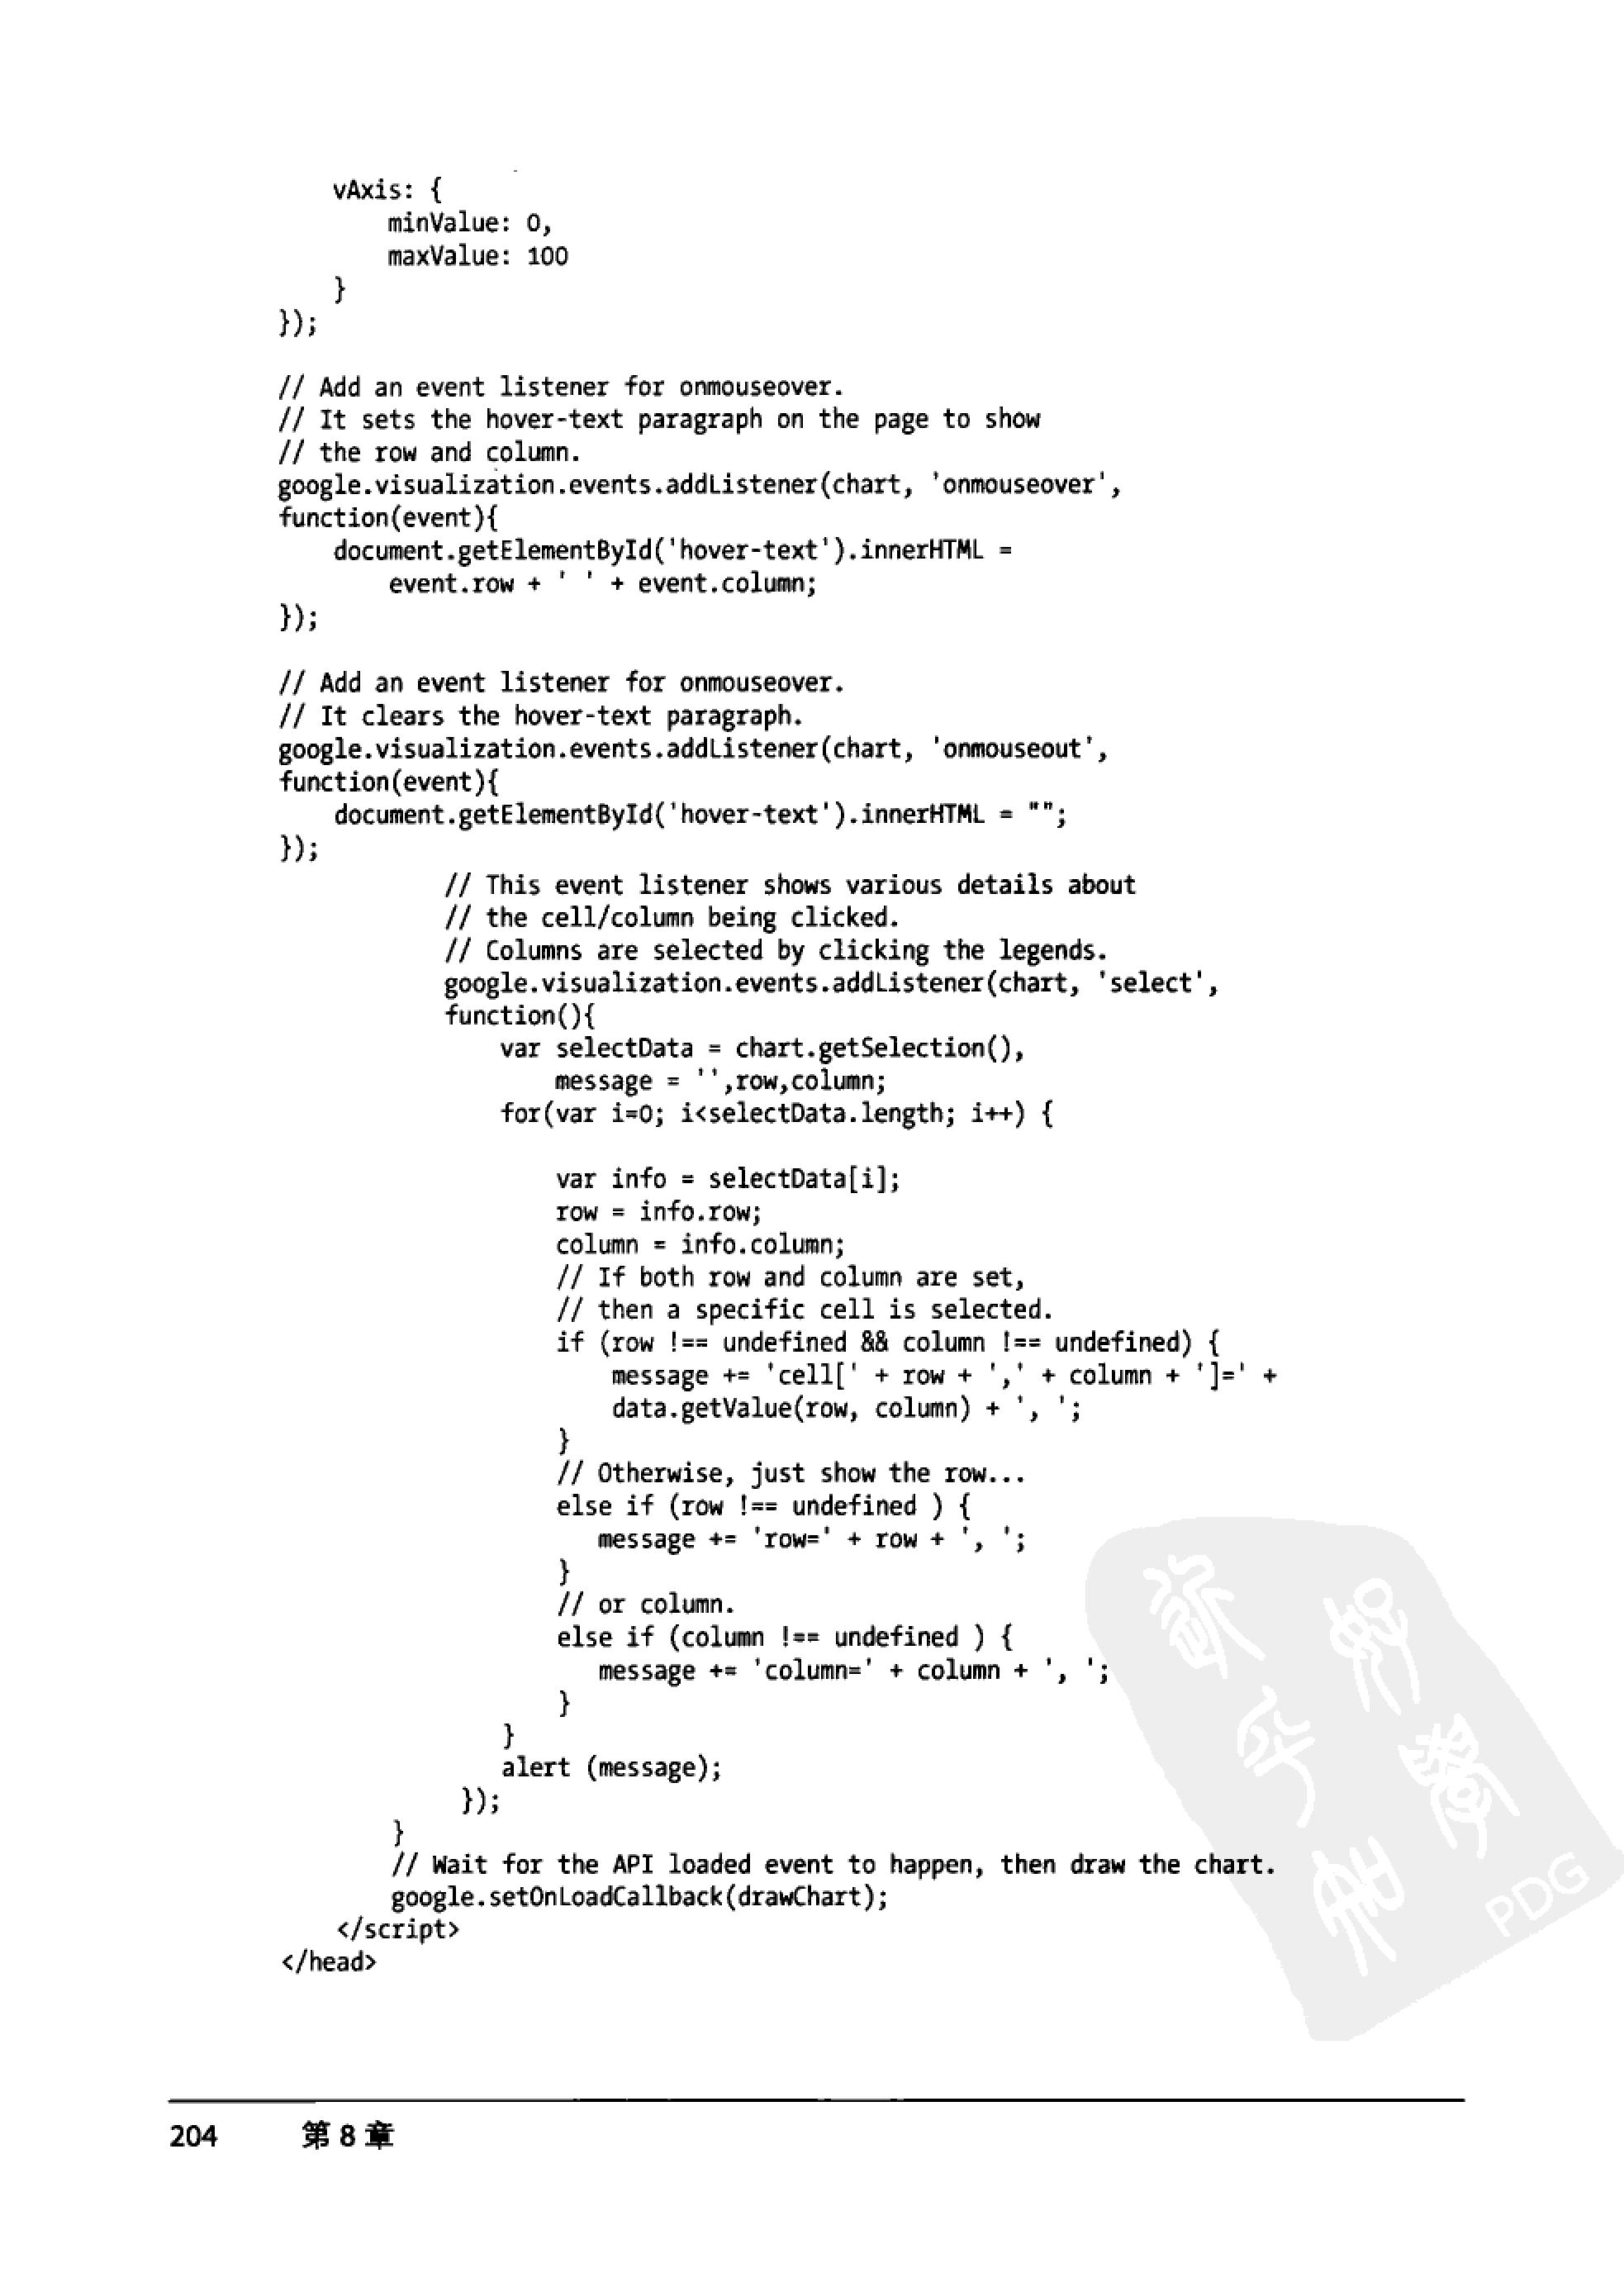 vAxis: {
minValue: 0,
maxValue: 100
}
});
// Add an event listener for onmouseover.
// It sets the hover-text paragraph on the page to show
// the row and column.
google.visualization.events.addListener(chart, 'onmouseover',
function(event){
document.getElementById('hover-text').innerHTML =
event.row + ' ' + event.column;
});
// Add an event listener for onmouseover.
// It clears the hover-text paragraph.
google.visualization.events.addListener(chart, 'onmouseout',
function(event){
document.getElementById('hover-text').innerHTML = "";
});
// This event listener shows various details about
// the cell/column being clicked.
// Columns are selected by clicking the legends.
google.visualization.events.addListener(chart, 'select',
function(){
var selectData = chart.getSelection(),
message = '',row,column;
for(var i=0; i<selectData.length; i++) {
var info = selectData[i];
row = info.row;
column = info.column;
// If both row and column are set,
// then a specific cell is selected.
if (row !== undefined && column !== undefined) {
message += 'cell[' + row + ',' + column + ']=' +
data.getValue(row, column) + ', ';
}
// Otherwise, just show the row...
else if (row !== undefined ) {
message += 'row=' + row + ', ';
}
// or column.
else if (column !== undefined ) {
message += 'column=' + column + ', ';
}
}
alert (message);
});
}
// Wait for the API loaded event to happen, then draw the chart.
google.setOnLoadCallback(drawChart);
</script>
</head>
PDG
204 第 8 章